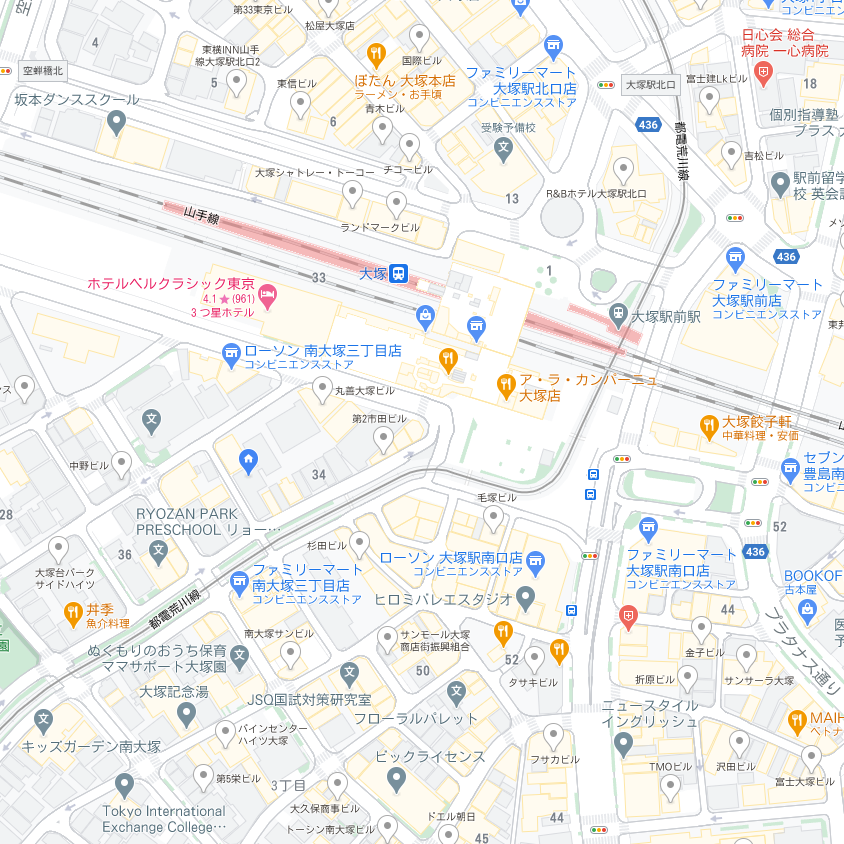 第33東京ビル
松屋大塚店
コンビニエンスストア
4
空蝉橋北
東横INN山手
線大塚駅北口2
5
国際ビル
ぼたん 大塚本店
ラーメン・お手頃
東信ビル
青木ビル
6
ファミリーマート
大塚駅北口店
コンビニエンスストア
大塚駅北口
日心会 総合
病院 一心病院
富士建Lkビル
18
個別指導塾
坂本ダンススクール
チコービル
受験予備校
436
都電荒川線
吉松ビル
大塚シャトレー・トーコー
13
R&Bホテル大塚駅北口
駅前留学
校 英会話
山手線
ランドマークビル
大塚
33
1
436
ホテルベルクラシック東京
4.1★(961)
3 つ星ホテル
ファミリーマート
大塚駅前店
コンビニエンスストア
大塚駅前駅
ローソン 南大塚三丁目店
コンビニエンスストア
ア・ラ・カンパーニュ
大塚店
丸善大塚ビル
第2市田ビル
大塚餃子軒
中華料理・安価
中野ビル
34
セブン
豊島南
毛塚ビル
28
RYOZAN PARK
PRESCHOOL リョー…
36
52
杉田ビル
ローソン 大塚駅南口店
コンビニエンスストア
ファミリーマート
大塚駅南口店
コンビニエンスストア
436
大塚台パーク
サイドハイツ
ファミリーマート
南大塚三丁目店
コンビニエンスストア
ヒロミバレエスタジオ
BOOKOF
古本屋
丼季
魚介料理
都電荒川線
44
プラタナス通り
園
南大塚サンビル
サンモール大塚
商店街振興組合
ぬくもりのおうち保育
ママサポート大塚園
50
52
タサキビル
金子ビル
折原ビル
サンサーラ大塚
大塚記念湯
JSO国試対策研究室
フローラルパレット
ニュースタイル
イングリッシュ
MAIH
キッズガーデン南大塚
バインセンター
ハイツ大塚
ビックライセンス
フサカビル
沢田ビル
TMOビル
富士大塚ビル
第5栄ビル
3丁目
Tokyo International
Exchange College…
大久保商事ビル
トーシン南大塚ビル
ドエル朝日
45
44